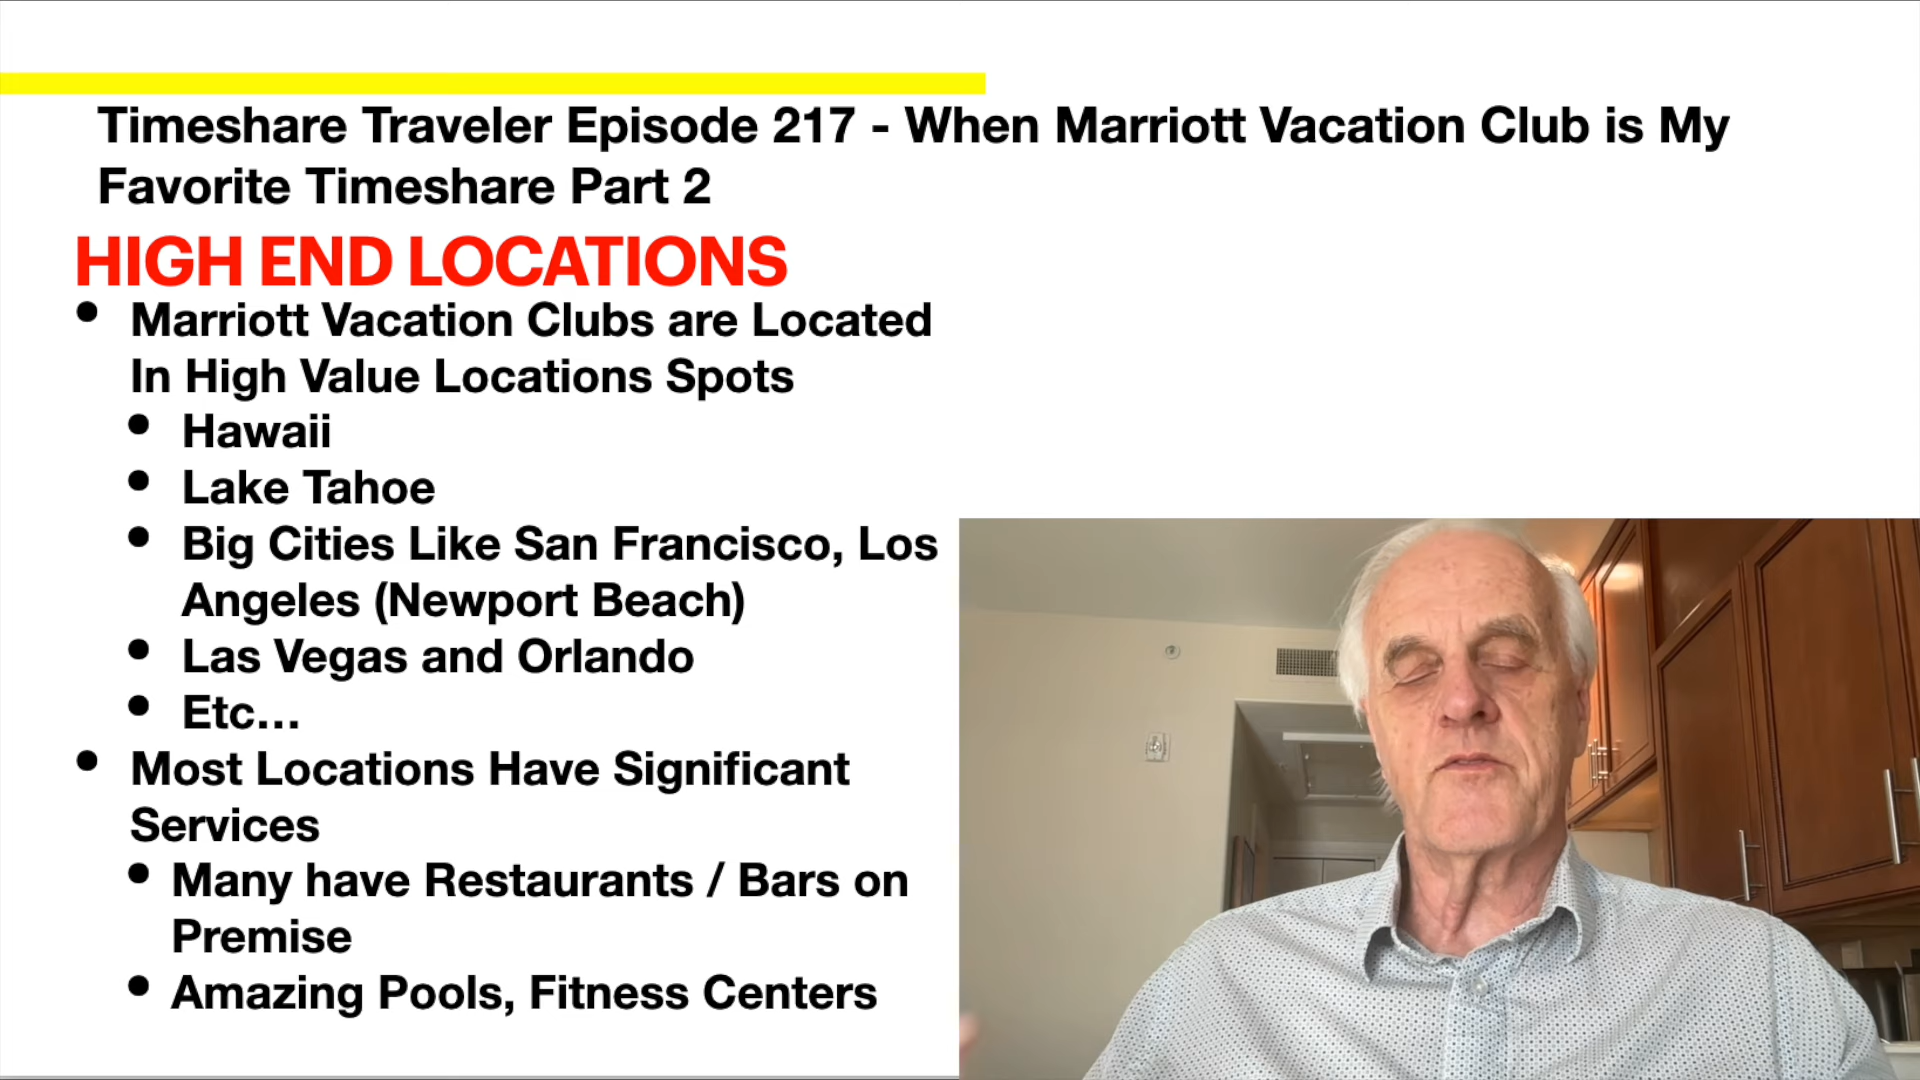 Timeshare Traveler Episode 217 - When Marriott Vacation Club is My
Favorite Timeshare Part 2
HIGH END LOCATIONS
• Marriott Vacation Clubs are Located
In High Value Locations Spots
• Hawaii
• Lake Tahoe
• Big Cities Like San Francisco, Los
Angeles (Newport Beach)
• Las Vegas and Orlando
• Etc...
• Most Locations Have Significant
Services
• Many have Restaurants / Bars on
Premise
• Amazing Pools, Fitness Centers